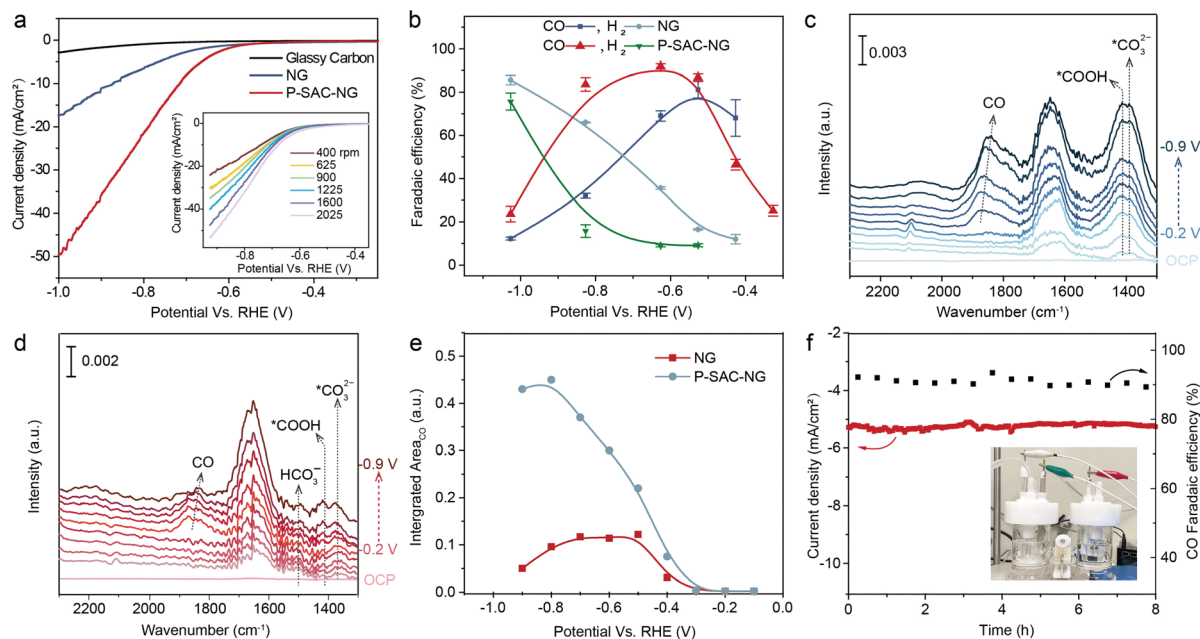 a
0
-10
-20
-30
-40
-50
Current density (mA/cm²)
Glassy Carbon
NG
P-SAC-NG
0
-20
-40
Current density (mA/cm²)
400 rpm
625
900
1225
1600
2025
-0.8 -0.6 -0.4
Potential Vs. RHE (V)
-1.0 -0.8 -0.6 -0.4
Potential Vs. RHE (V)
b
CO , H₂ NG
CO , H₂ P-SAC-NG
100
80
60
40
20
0
Faradaic efficiency (%)
-1.0 -0.8 -0.6 -0.4
Potential Vs. RHE (V)
c
0.003
CO
*COOH
*CO₃²⁻
-0.9 V
-0.2 V
OCP
Intensity (a.u.)
2200 2000 1800 1600 1400
Wavenumber (cm⁻¹)
d
0.002
CO
HCO₃⁻
*COOH
*CO₃²⁻
-0.9 V
-0.2 V
OCP
Intensity (a.u.)
2200 2000 1800 1600 1400
Wavenumber (cm⁻¹)
e
NG
P-SAC-NG
0.5
0.4
0.3
0.2
0.1
0.0
Intergrated Area_CO (a.u.)
-1.0 -0.8 -0.6 -0.4 -0.2 0.0
Potential Vs. RHE (V)
f
-2
-4
-6
-8
-10
Current density (mA/cm²)
100
90
80
70
60
50
40
CO Faradaic efficiency (%)
0 2 4 6 8
Time (h)